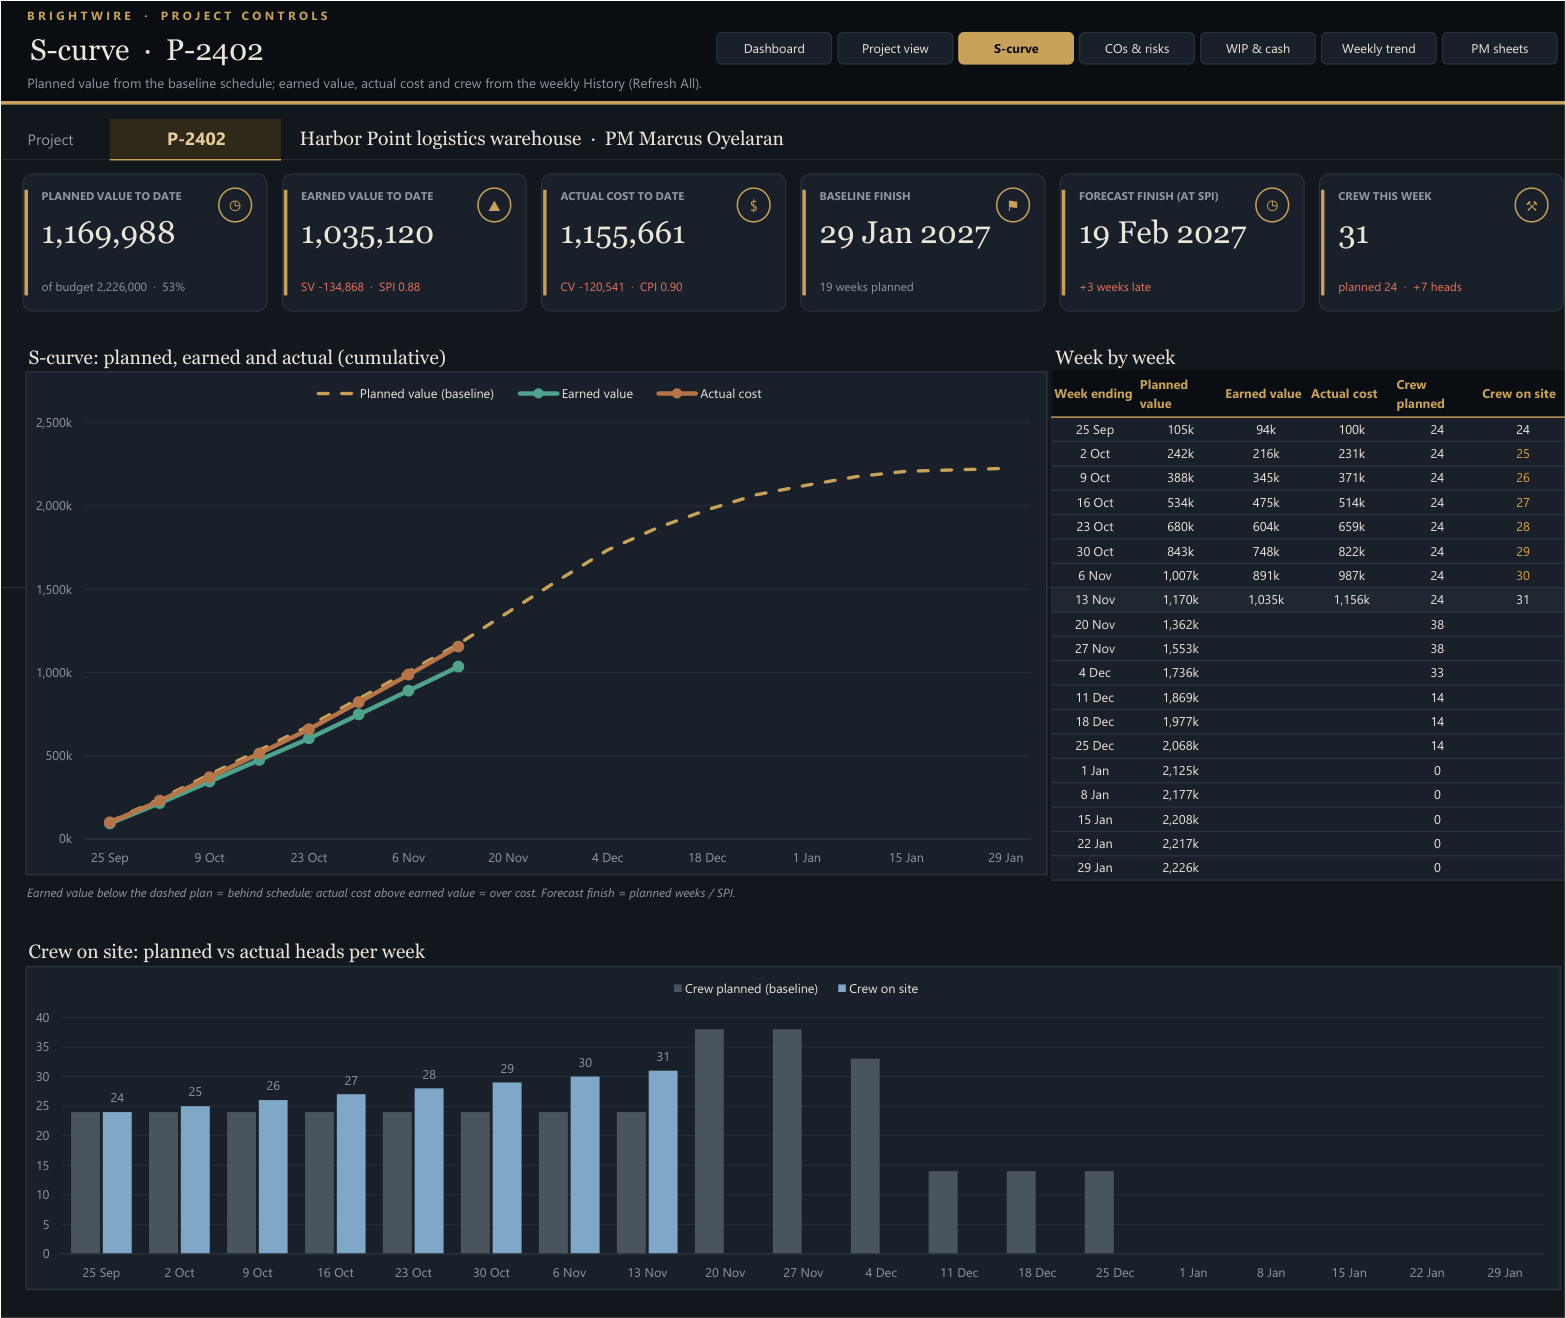 BRIGHTWIRE · PROJECT CONTROLS
S-curve · P-2402
Dashboard
Project view
S-curve
COs & risks
WIP & cash
Weekly trend
PM sheets
Planned value from the baseline schedule; earned value, actual cost and crew from the weekly History (Refresh All).
Project
P-2402
Harbor Point logistics warehouse · PM Marcus Oyelaran
PLANNED VALUE TO DATE
1,169,988
of budget 2,226,000 · 53%
EARNED VALUE TO DATE
1,035,120
SV -134,868 · SPI 0.88
ACTUAL COST TO DATE
$
1,155,661
CV -120,541 · CPI 0.90
BASELINE FINISH
29 Jan 2027
19 weeks planned
FORECAST FINISH (AT SPI)
19 Feb 2027
+3 weeks late
CREW THIS WEEK
31
planned 24 · +7 heads
S-curve: planned, earned and actual (cumulative)
Planned value (baseline)
Earned value
Actual cost
2,500k
2,000k
1,500k
1,000k
500k
0k
25 Sep
9 Oct
23 Oct
6 Nov
20 Nov
4 Dec
18 Dec
1 Jan
15 Jan
29 Jan
Earned value below the dashed plan = behind schedule; actual cost above earned value = over cost. Forecast finish = planned weeks / SPI.
Week by week
Week ending Planned value Earned value Actual cost Crew planned Crew on site
25 Sep 105k 94k 100k 24 24
2 Oct 242k 216k 231k 24 25
9 Oct 388k 345k 371k 24 26
16 Oct 534k 475k 514k 24 27
23 Oct 680k 604k 659k 24 28
30 Oct 843k 748k 822k 24 29
6 Nov 1,007k 891k 987k 24 30
13 Nov 1,170k 1,035k 1,156k 24 31
20 Nov 1,362k 38
27 Nov 1,553k 38
4 Dec 1,736k 33
11 Dec 1,869k 14
18 Dec 1,977k 14
25 Dec 2,068k 14
1 Jan 2,125k 0
8 Jan 2,177k 0
15 Jan 2,208k 0
22 Jan 2,217k 0
29 Jan 2,226k 0
Crew on site: planned vs actual heads per week
Crew planned (baseline)
Crew on site
40
35
30
25
20
15
10
5
0
24
25
26
27
28
29
30
31
25 Sep
2 Oct
9 Oct
16 Oct
23 Oct
30 Oct
6 Nov
13 Nov
20 Nov
27 Nov
4 Dec
11 Dec
18 Dec
25 Dec
1 Jan
8 Jan
15 Jan
22 Jan
29 Jan